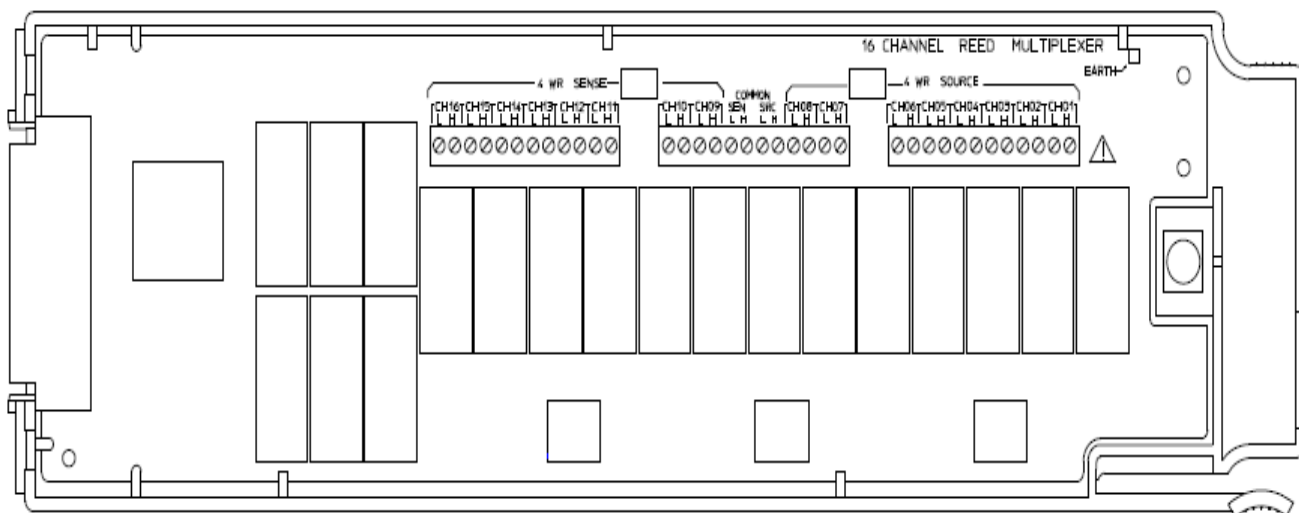 16 CHANNEL REED MULTIPLEXER
EARTH
4 WR SENSE
4 WR SOURCE
COMMON
CH16 CH15 CH14 CH13 CH12 CH11 CH10 CH09 SEN SRC CH08 CH07 CH06 CH05 CH04 CH03 CH02 CH01
L H L H L H L H L H L H L H L H L H L H L H L H L H L H L H L H L H L H